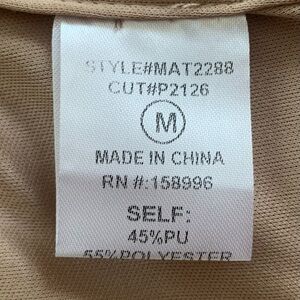 STYLE#MAT2288
CUT#P2126
M
MADE IN CHINA
RN #:158996
SELF:
45%PU
55%POLYESTER